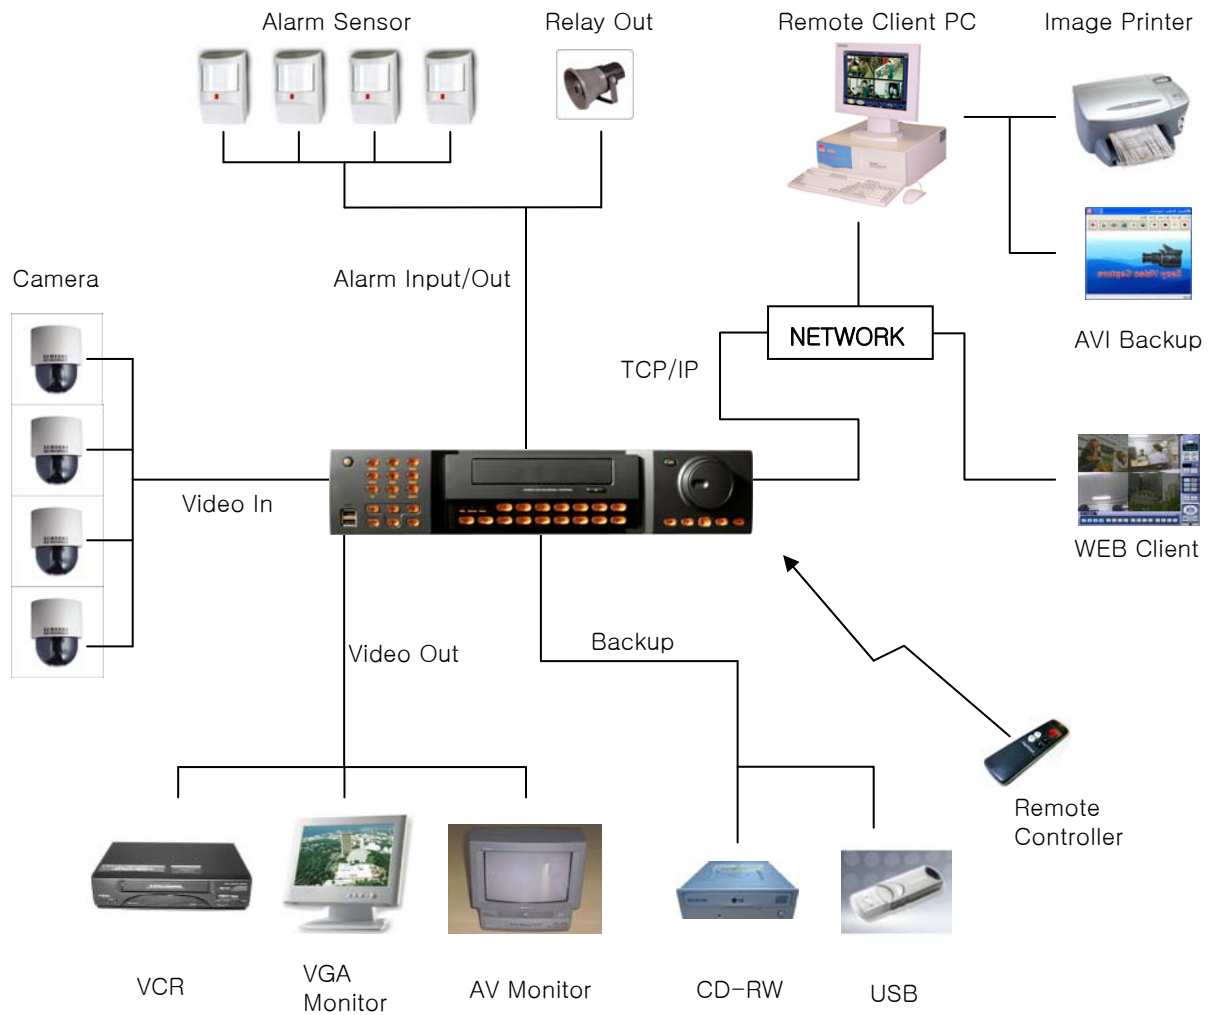 Alarm Sensor
Relay Out
Remote Client PC
Image Printer
Camera
Alarm Input/Out
NETWORK
TCP/IP
AVI Backup
Video In
WEB Client
Video Out
Backup
Remote
Controller
VCR
VGA
Monitor
AV Monitor
CD-RW
USB